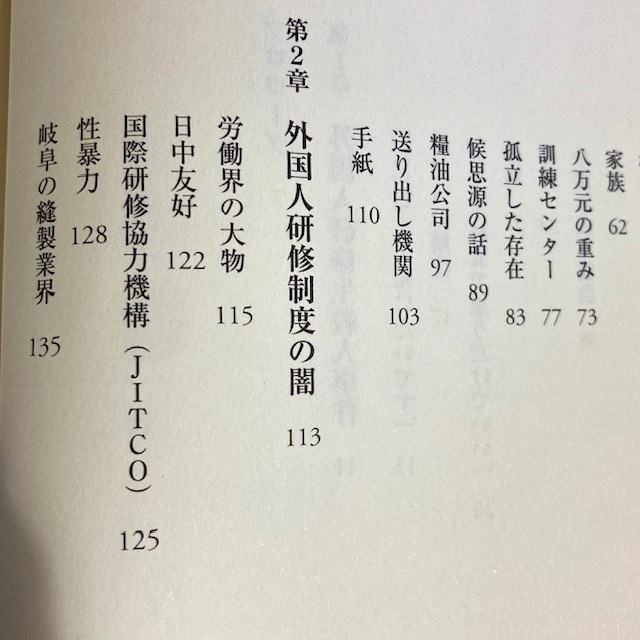 家族 62
八万元の重み 73
訓練センター 77
孤立した存在 83
候思源の話 89
糧油公司 97
送り出し機関 103
手紙 110
第2章 外国人研修制度の闇 113
労働界の大物 115
日中友好 122
国際研修協力機構(JITCO) 125
性暴力 128
岐阜の縫製業界 135